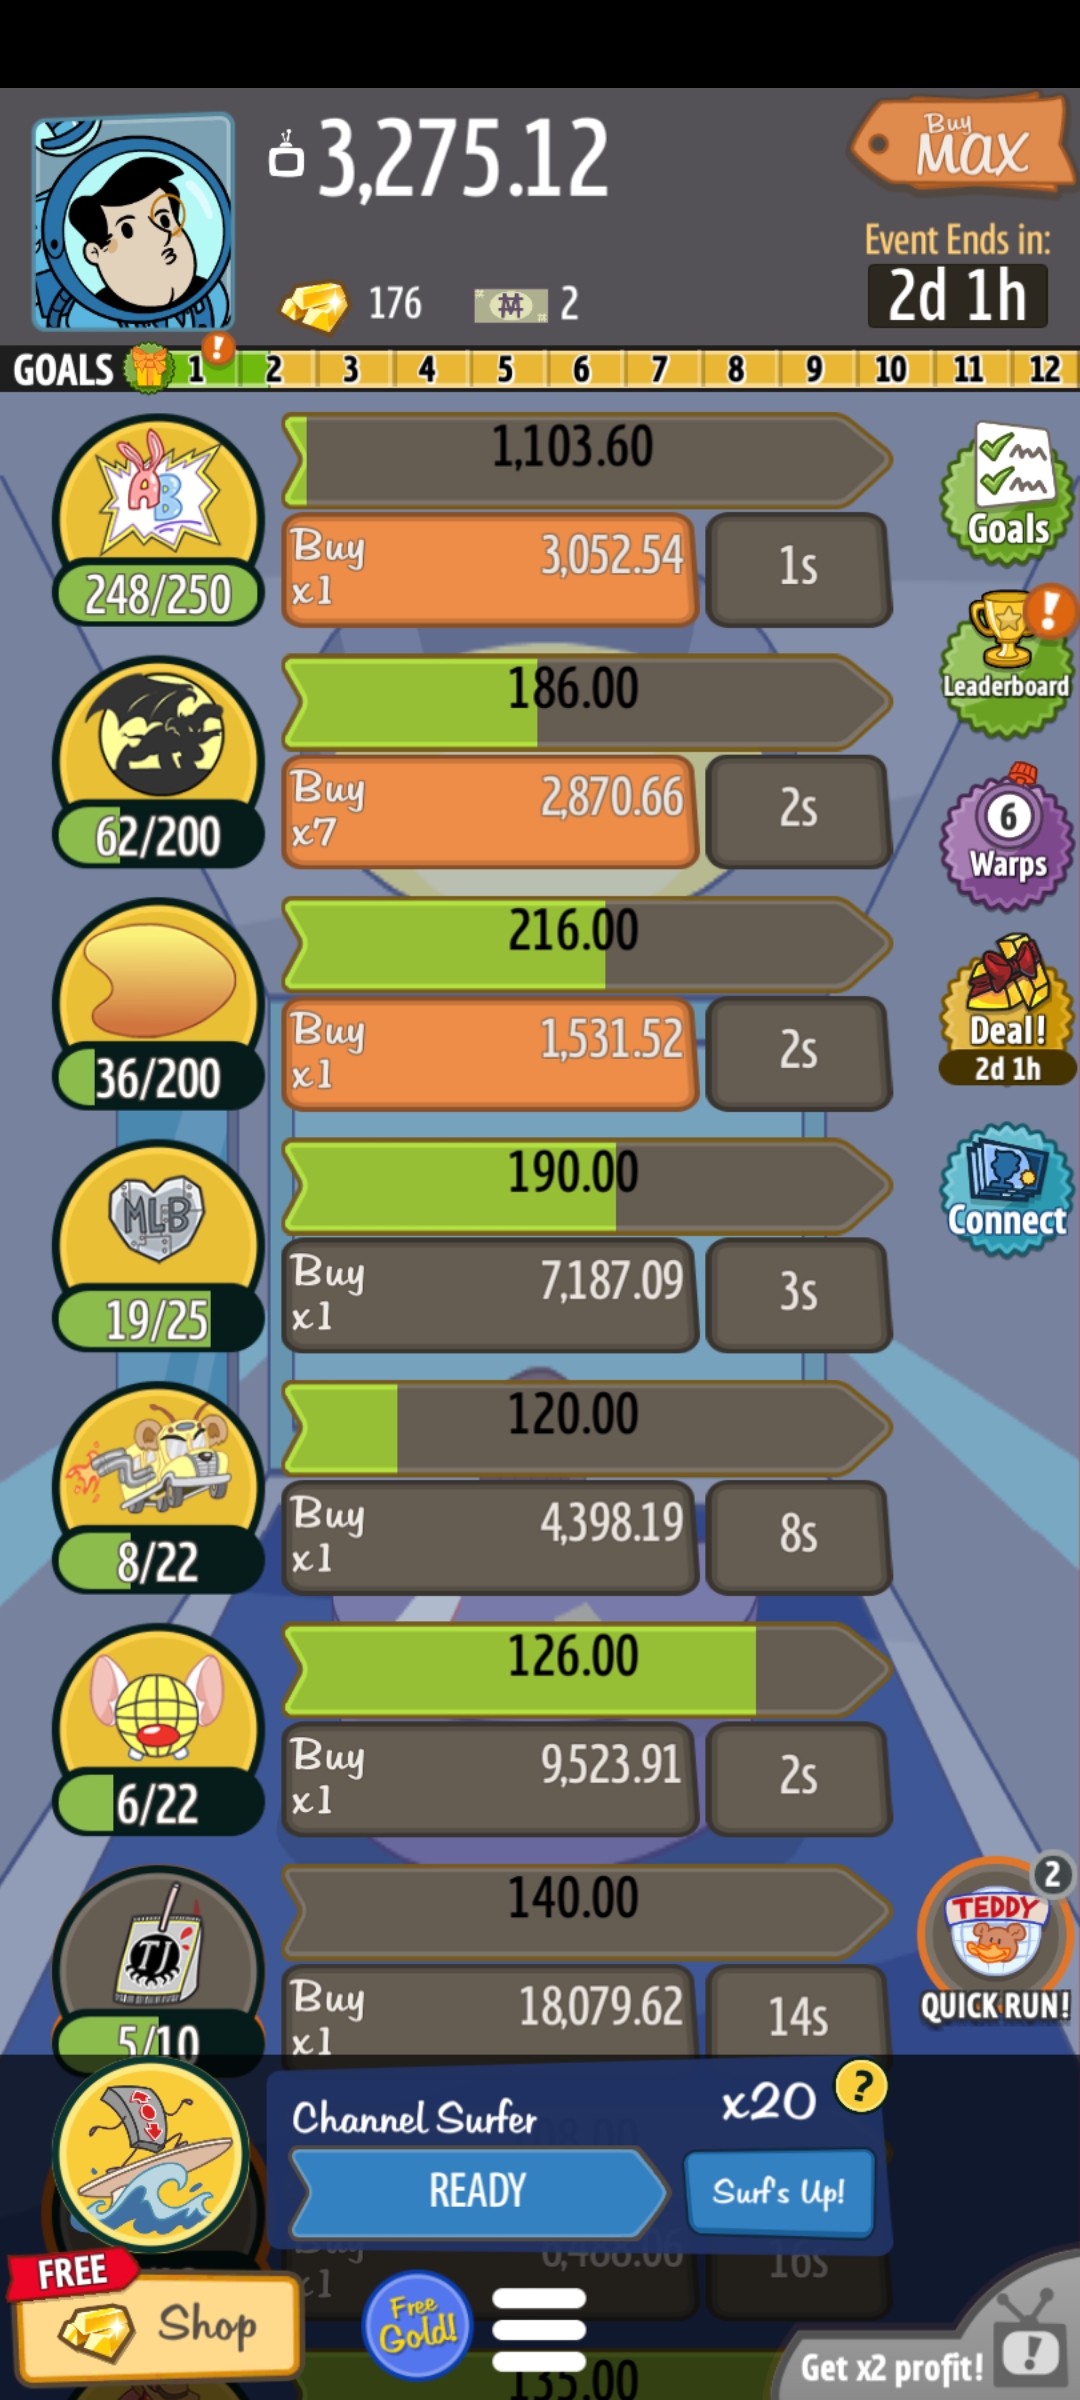 3,275.12
Buy
MAX
Event Ends in:
2d 1h
176
2
GOALS 1 ! 2 3 4 5 6 7 8 9 10 11 12
AB
248/250
1,103.60
Buy
x1
3,052.54
1s
Goals
62/200
186.00
Buy
x7
2,870.66
2s
!
Leaderboard
6
Warps
36/200
216.00
Buy
x1
1,531.52
2s
Deal!
2d 1h
MLB
19/25
190.00
Buy
x1
7,187.09
3s
Connect
8/22
120.00
Buy
x1
4,398.19
8s
6/22
126.00
Buy
x1
9,523.91
2s
TJ
5/10
140.00
Buy
x1
18,079.62
14s
2
TEDDY
QUICK RUN!
Channel Surfer
x20
?
READY
Surf's Up!
Buy
x1
6,488.06
16s
FREE
Shop
Free
Gold!
135.00
Get x2 profit!
!